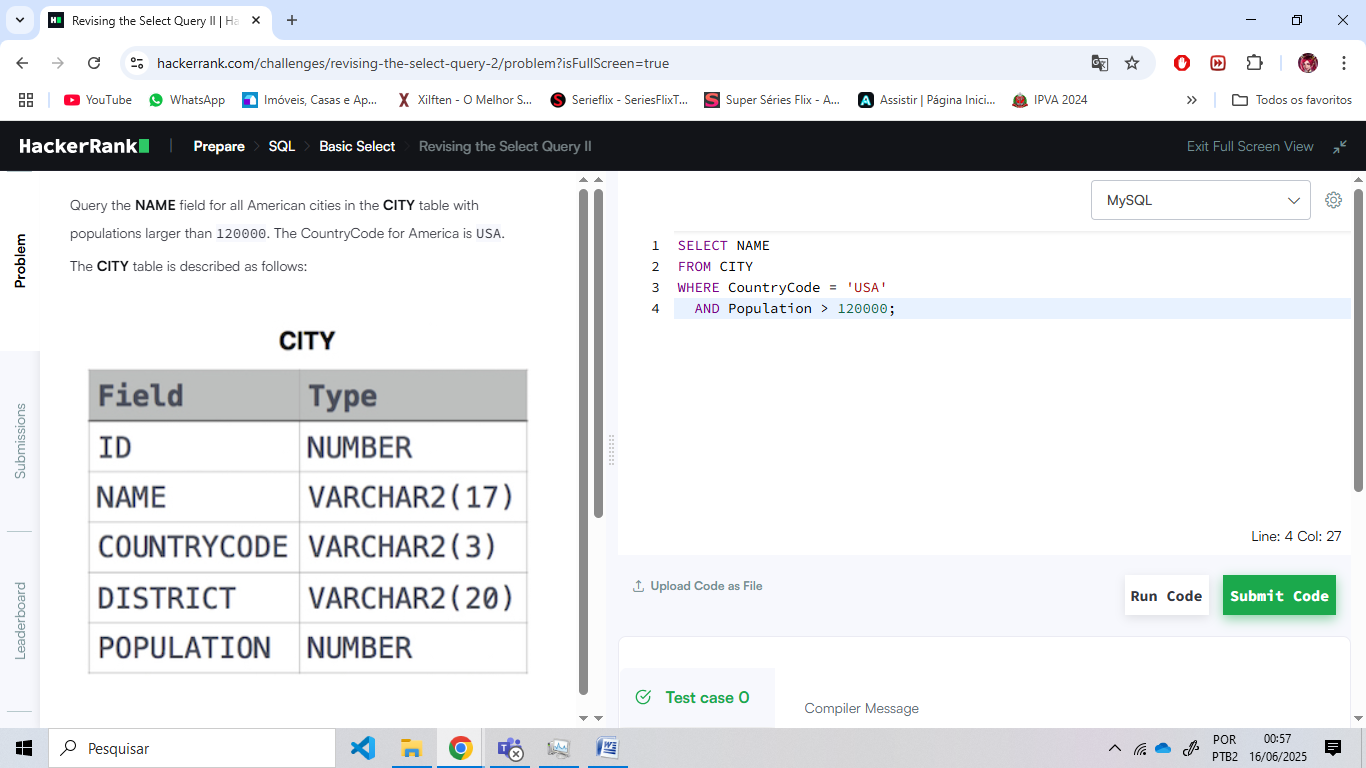 Revising the Select Query II | Ha
hackerrank.com/challenges/revising-the-select-query-2/problem?isFullScreen=true
YouTube
WhatsApp
Imóveis, Casas e Ap...
Xilften - O Melhor S...
Serieflix - SeriesFlixT...
Super Séries Flix - A...
Assistir | Página Inici...
IPVA 2024
Todos os favoritos
HackerRank
Prepare
SQL
Basic Select
Revising the Select Query II
Exit Full Screen View
Problem
Submissions
Leaderboard
Query the NAME field for all American cities in the CITY table with
populations larger than 120000. The CountryCode for America is USA.
The CITY table is described as follows:
CITY
Field Type
ID NUMBER
NAME VARCHAR2(17)
COUNTRYCODE VARCHAR2(3)
DISTRICT VARCHAR2(20)
POPULATION NUMBER
MySQL
1 SELECT NAME
2 FROM CITY
3 WHERE CountryCode = 'USA'
4 AND Population > 120000;
Line: 4 Col: 27
Upload Code as File
Run Code
Submit Code
Test case 0
Compiler Message
Pesquisar
POR
PTB2
00:57
16/06/2025